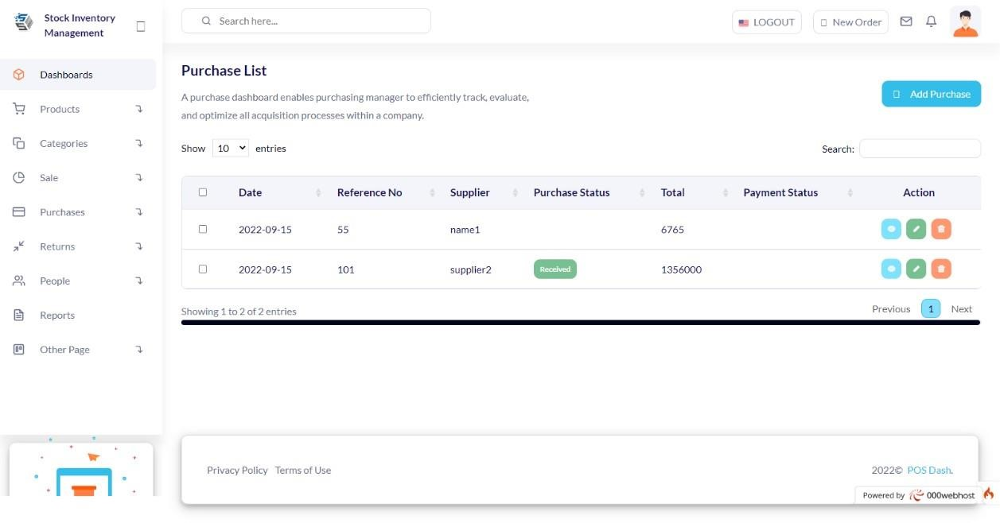 Stock Inventory
Management
Search here...
LOGOUT
New Order
Dashboards
Products
Categories
Sale
Purchases
Returns
People
Reports
Other Page
Purchase List
A purchase dashboard enables purchasing manager to efficiently track, evaluate,
and optimize all acquisition processes within a company.
Add Purchase
Show 10 entries
Search:
Date Reference No Supplier Purchase Status Total Payment Status Action
2022-09-15 55 name1 6765
2022-09-15 101 supplier2 Received 1356000
Showing 1 to 2 of 2 entries
Previous 1 Next
Privacy Policy Terms of Use
2022© POS Dash.
Powered by 000webhost